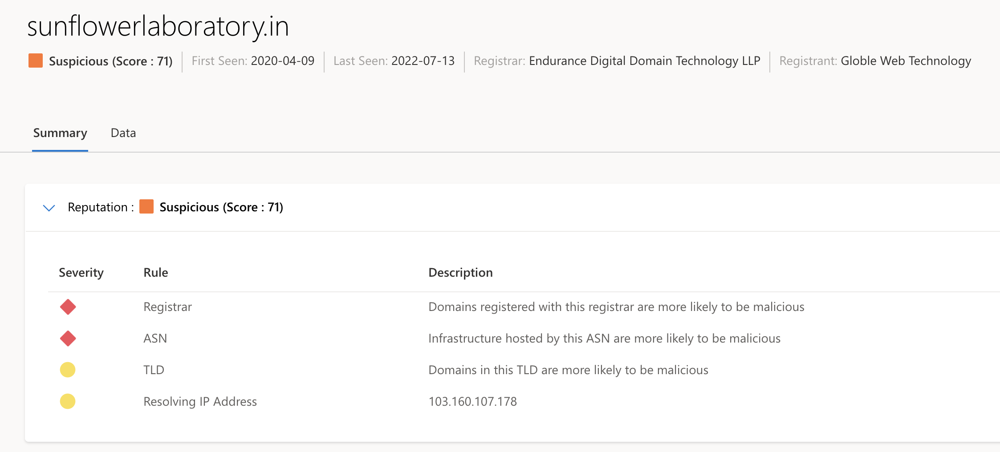 sunflowerlaboratory.in
Suspicious (Score : 71) First Seen: 2020-04-09 Last Seen: 2022-07-13 Registrar: Endurance Digital Domain Technology LLP Registrant: Globle Web Technology
Summary Data
Reputation : Suspicious (Score : 71)
Severity Rule Description
Registrar Domains registered with this registrar are more likely to be malicious
ASN Infrastructure hosted by this ASN are more likely to be malicious
TLD Domains in this TLD are more likely to be malicious
Resolving IP Address 103.160.107.178